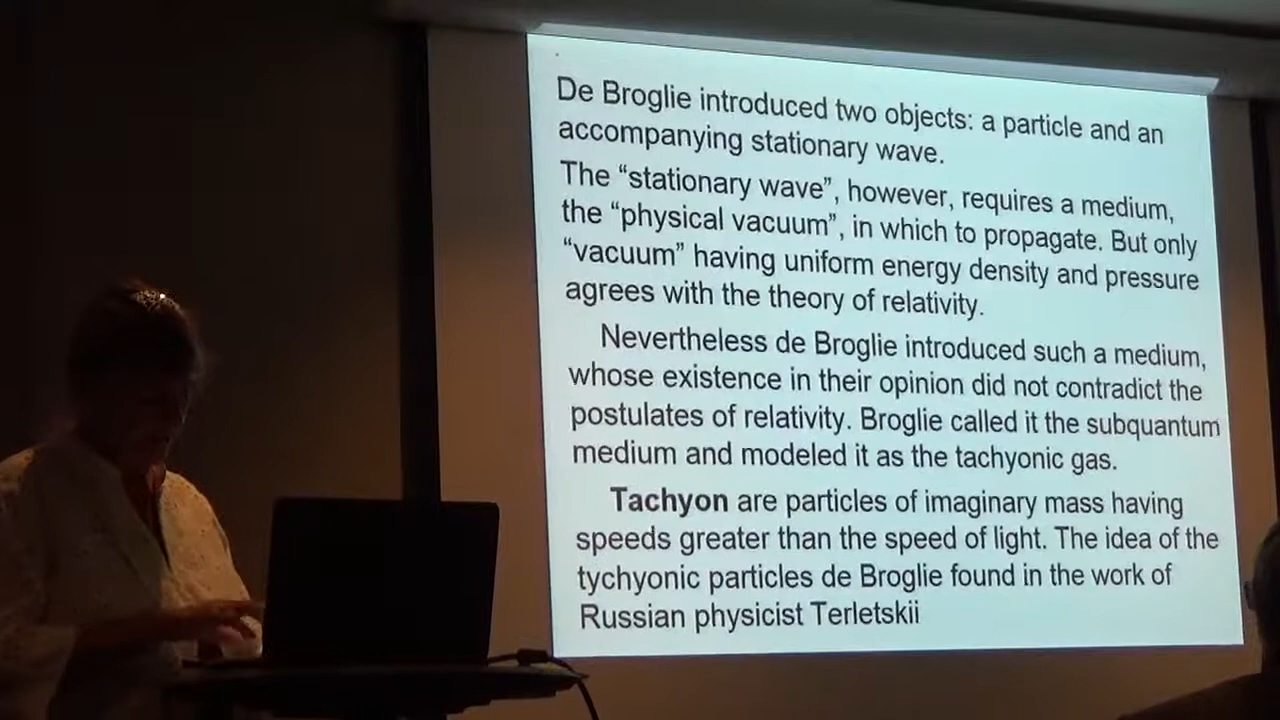 De Broglie introduced two objects: a particle and an
accompanying stationary wave.
The “stationary wave”, however, requires a medium,
the “physical vacuum”, in which to propagate. But only
“vacuum” having uniform energy density and pressure
agrees with the theory of relativity.
Nevertheless de Broglie introduced such a medium,
whose existence in their opinion did not contradict the
postulates of relativity. Broglie called it the subquantum
medium and modeled it as the tachyonic gas.
Tachyon are particles of imaginary mass having
speeds greater than the speed of light. The idea of the
tychyonic particles de Broglie found in the work of
Russian physicist Terletskii